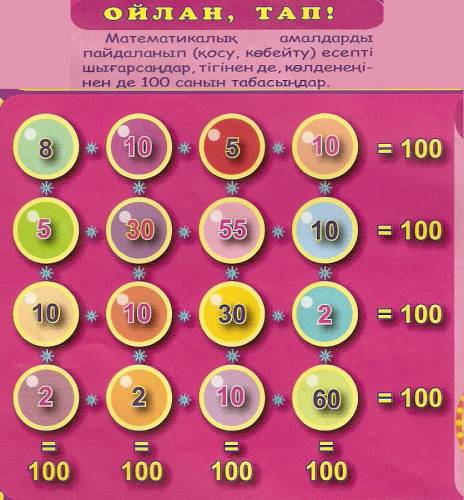 ОЙЛАН, ТАП!
Математикалық амалдарды
пайдаланып (қосу, көбейту) есепті
шығарсаңдар, тігінен де, көлденеңі-
нен де 100 санын табасыңдар.
8 * 10 * 5 * 10 = 100
* * * *
5 * 30 * 55 * 10 = 100
* * * *
10 * 10 * 30 * 2 = 100
* * * *
2 * 2 * 10 * 60 = 100
= = = =
100 100 100 100